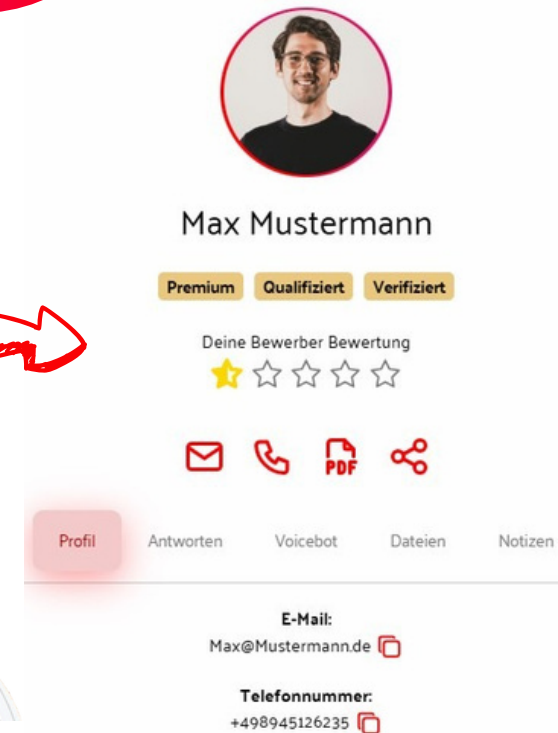 Max Mustermann
Premium Qualifiziert Verifiziert
Deine Bewerber Bewertung
PDF
Profil Antworten Voicebot Dateien Notizen
E-Mail:
Max@Mustermann.de
Telefonnummer:
+498945126235